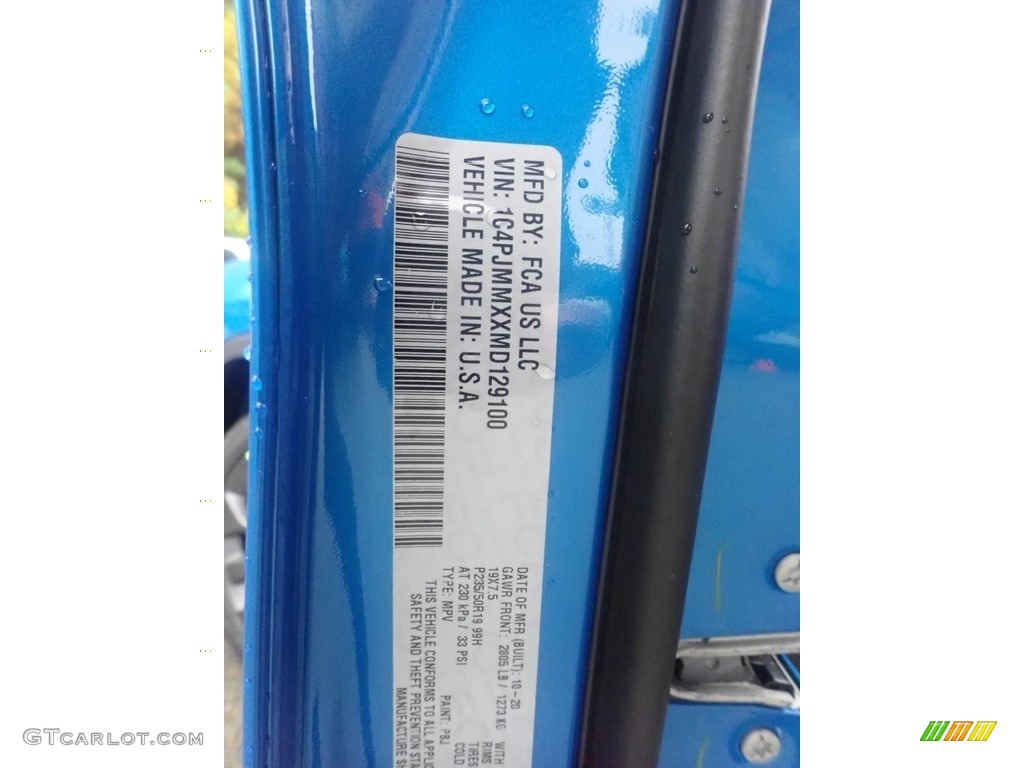 MFD BY: FCA US LLC
VIN: 1C4PJMMXXMD129100
VEHICLE MADE IN: U.S.A.
DATE OF MFR (BUILT): 10-20
GAWR FRONT: 2805 LB / 1273 KG WITH
19X7.5 RIMS
P235/50R19 99H TIRES
AT 230 kPa / 33 PSI COLD
TYPE: MPV PAINT: PBJ
THIS VEHICLE CONFORMS TO ALL
SAFETY AND THEFT PREVENTION
MANUFACTURE
GTCARLOT.COM